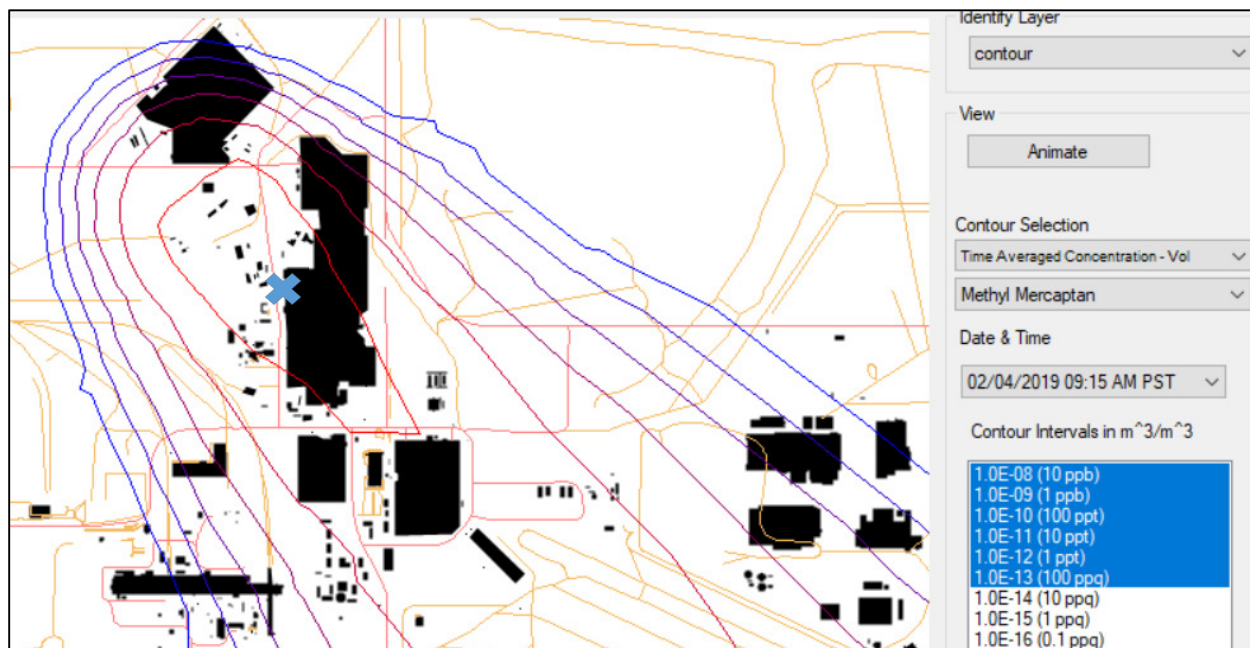 Identify Layer
contour
View
Animate
Contour Selection
Time Averaged Concentration - Vol
Methyl Mercaptan
Date & Time
02/04/2019 09:15 AM PST
Contour Intervals in m^3/m^3
1.0E-08 (10 ppb)
1.0E-09 (1 ppb)
1.0E-10 (100 ppt)
1.0E-11 (10 ppt)
1.0E-12 (1 ppt)
1.0E-13 (100 ppq)
1.0E-14 (10 ppq)
1.0E-15 (1 ppq)
1.0E-16 (0.1 ppq)